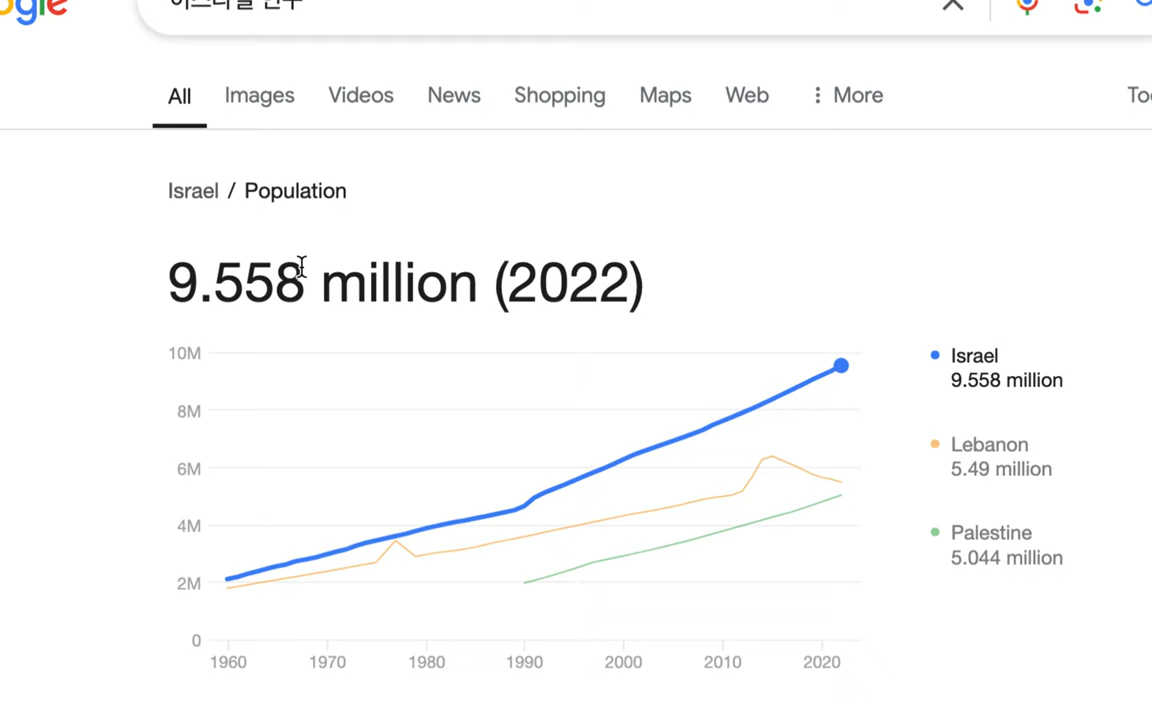 All Images Videos News Shopping Maps Web More
Israel / Population
9.558 million (2022)
10M
8M
6M
4M
2M
0
1960 1970 1980 1990 2000 2010 2020
Israel
9.558 million
Lebanon
5.49 million
Palestine
5.044 million